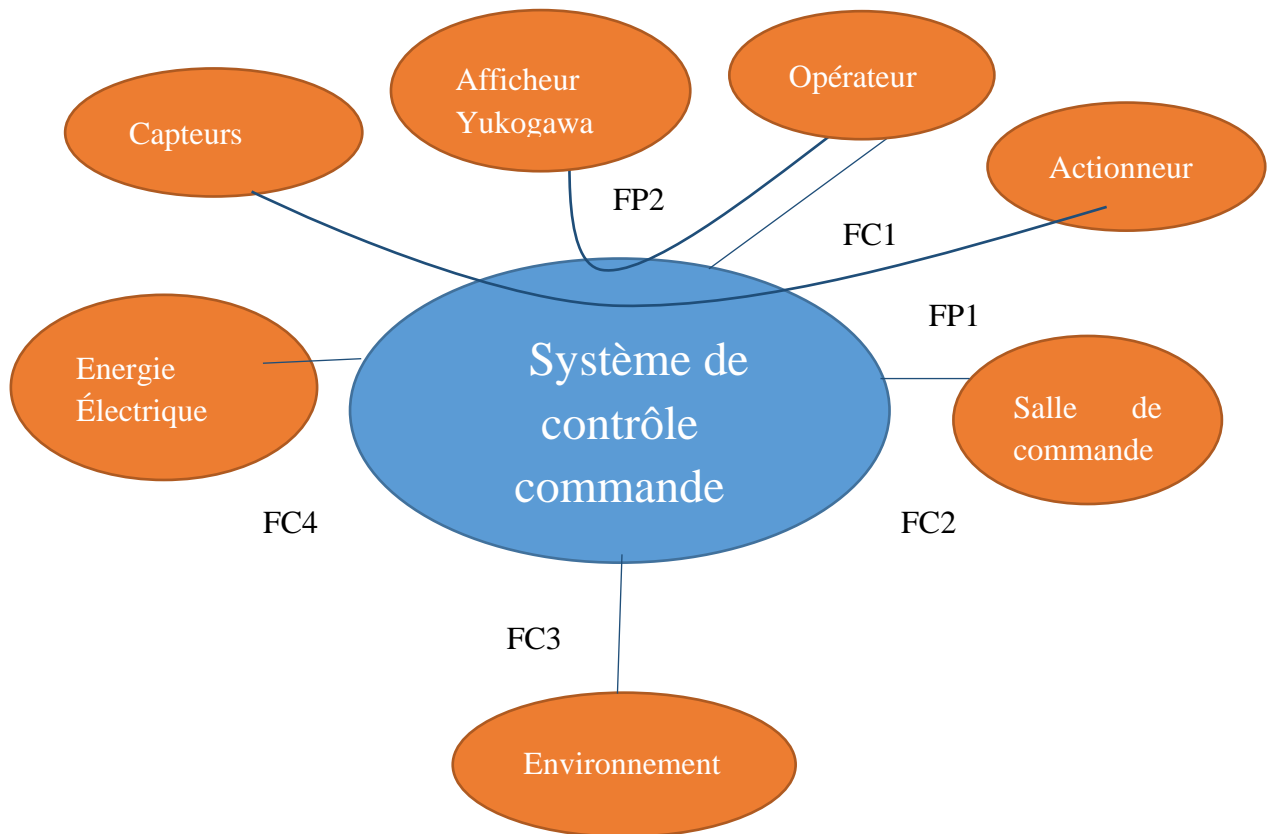 Afficheur
Yukogawa
Opérateur
Capteurs
Actionneur
FP2
FC1
FP1
Energie
Électrique
Système de
contrôle
commande
Salle de
commande
FC4
FC2
FC3
Environnement